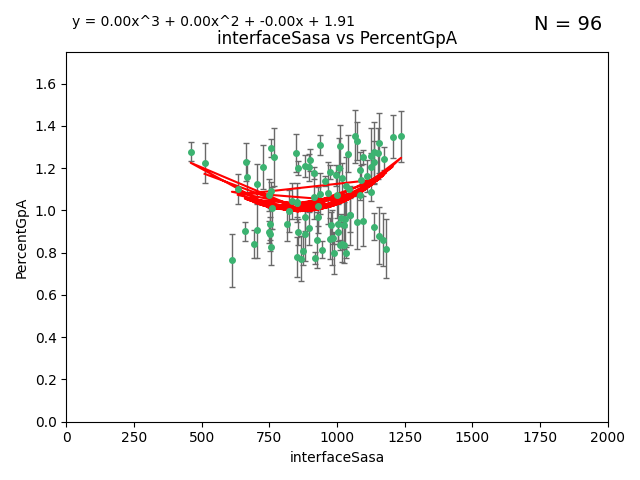 y = 0.00x^3 + 0.00x^2 + -0.00x + 1.91
N = 96
interfaceSasa vs PercentGpA
PercentGpA
1.6
1.4
1.2
1.0
0.8
0.6
0.4
0.2
0.0
0 250 500 750 1000 1250 1500 1750 2000
interfaceSasa